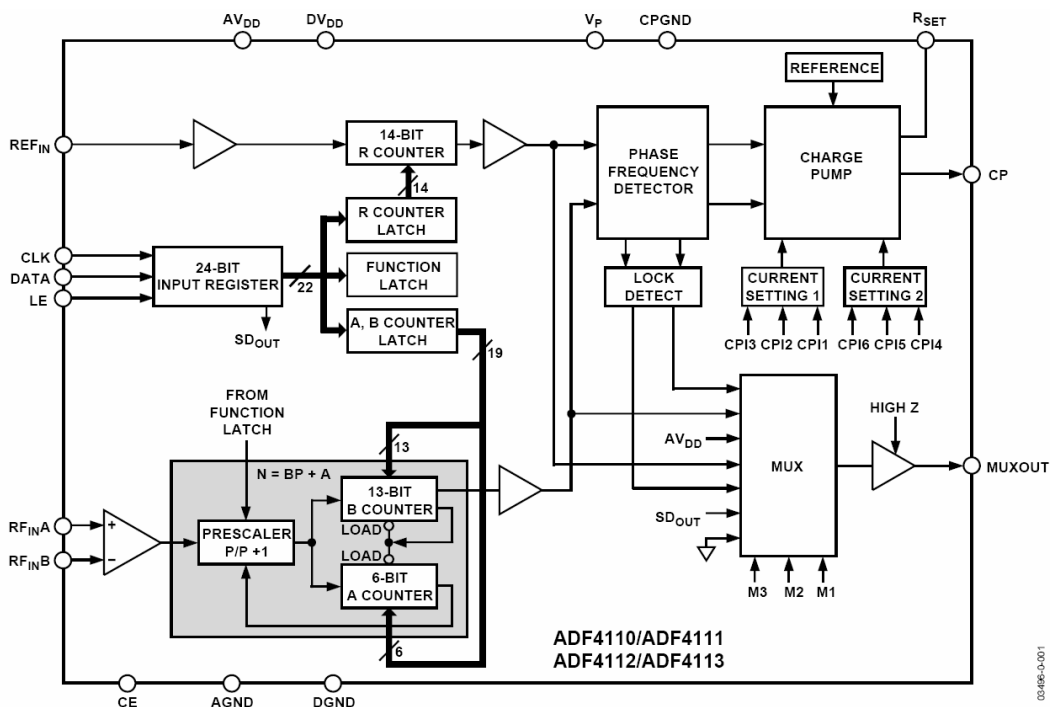 AVDD
DVDD
VP
CPGND
RSET
REFERENCE
REFIN
14-BIT
R COUNTER
PHASE
FREQUENCY
DETECTOR
CHARGE
PUMP
CP
14
R COUNTER
LATCH
CLK
DATA
LE
24-BIT
INPUT REGISTER
22
FUNCTION
LATCH
LOCK
DETECT
CURRENT
SETTING 1
CURRENT
SETTING 2
SDOUT
A, B COUNTER
LATCH
CPI3 CPI2 CPI1
CPI6 CPI5 CPI4
19
FROM
FUNCTION
LATCH
HIGH Z
13
AVDD
MUX
MUXOUT
N = BP + A
13-BIT
B COUNTER
RFINA
+
RFINB
–
PRESCALER
P/P +1
LOAD
LOAD
SDOUT
6-BIT
A COUNTER
M3 M2 M1
6
ADF4110/ADF4111
ADF4112/ADF4113
CE
AGND
DGND
03496-0-001